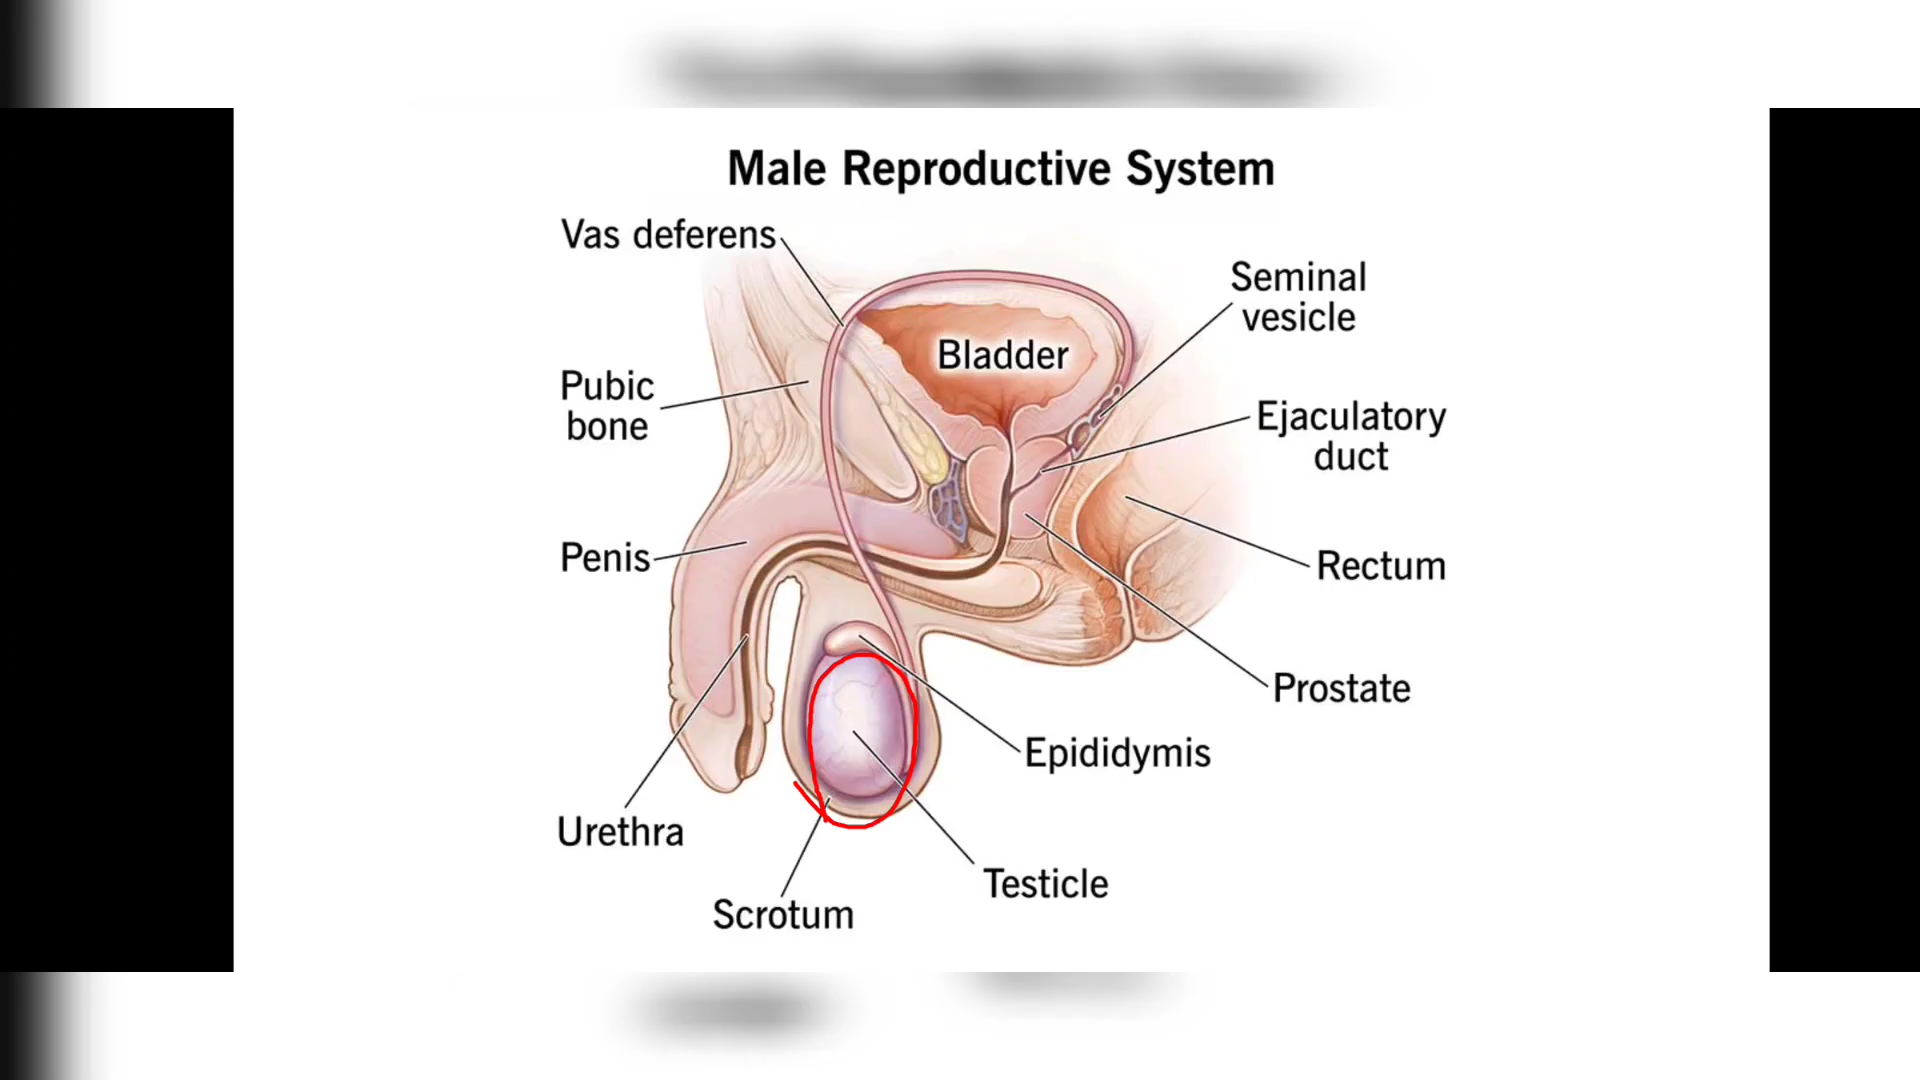 Male Reproductive System
Vas deferens
Seminal
vesicle
Bladder
Pubic
bone
Ejaculatory
duct
Penis
Rectum
Prostate
Epididymis
Urethra
Testicle
Scrotum